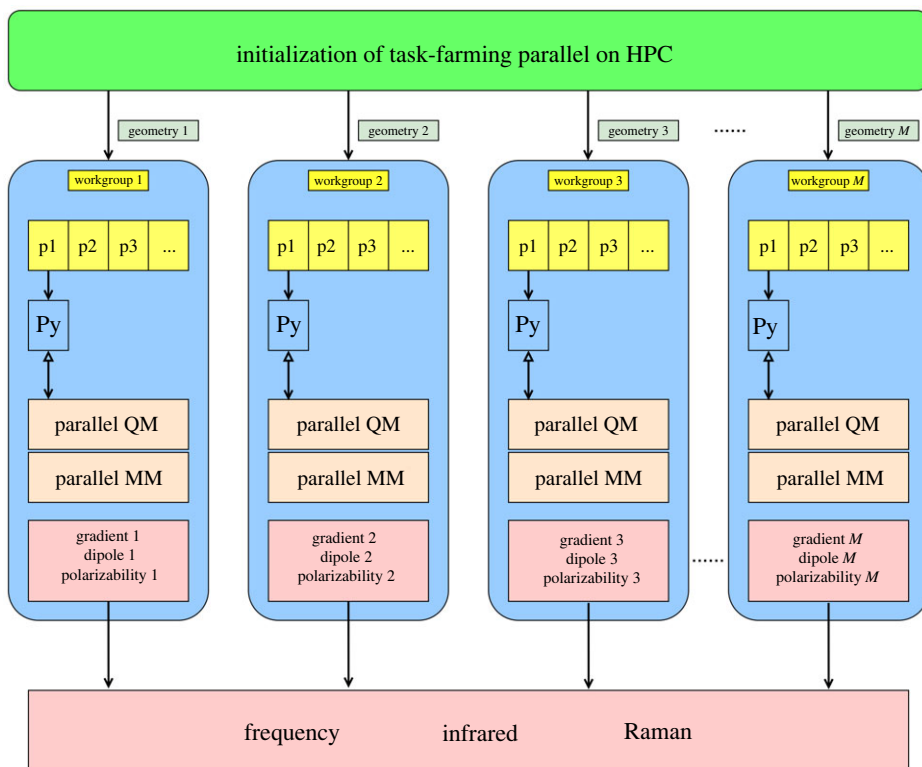 initialization of task-farming parallel on HPC
geometry 1
geometry 2
geometry 3
......
geometry M
workgroup 1
workgroup 2
workgroup 3
workgroup M
p1 p2 p3 ...
p1 p2 p3 ...
p1 p2 p3 ...
p1 p2 p3 ...
Py
Py
Py
Py
parallel QM
parallel QM
parallel QM
parallel QM
parallel MM
parallel MM
parallel MM
parallel MM
gradient 1
dipole 1
polarizability 1
gradient 2
dipole 2
polarizability 2
gradient 3
dipole 3
polarizability 3
......
gradient M
dipole M
polarizability M
frequency infrared Raman